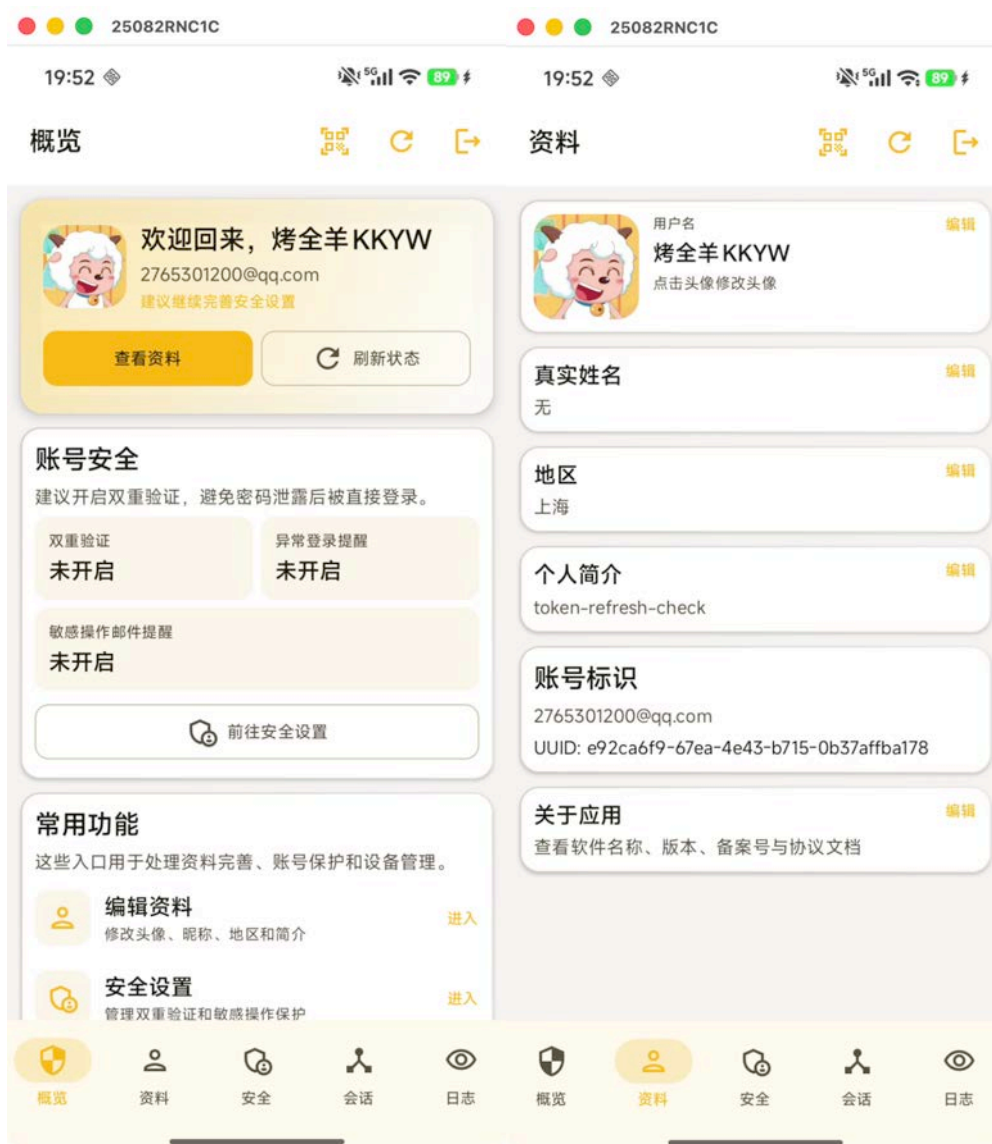 25082RNC1C
19:52
5G
89
概览
欢迎回来，烤全羊KKYW
2765301200@qq.com
建议继续完善安全设置
查看资料
刷新状态
账号安全
建议开启双重验证，避免密码泄露后被直接登录。
双重验证
未开启
异常登录提醒
未开启
敏感操作邮件提醒
未开启
前往安全设置
常用功能
这些入口用于处理资料完善、账号保护和设备管理。
编辑资料
修改头像、昵称、地区和简介
进入
安全设置
管理双重验证和敏感操作保护
进入
概览
资料
安全
会话
日志
25082RNC1C
19:52
5G
89
资料
用户名
编辑
烤全羊KKYW
点击头像修改头像
真实姓名
编辑
无
地区
编辑
上海
个人简介
编辑
token-refresh-check
账号标识
2765301200@qq.com
UUID: e92ca6f9-67ea-4e43-b715-0b37affba178
关于应用
编辑
查看软件名称、版本、备案号与协议文档
概览
资料
安全
会话
日志